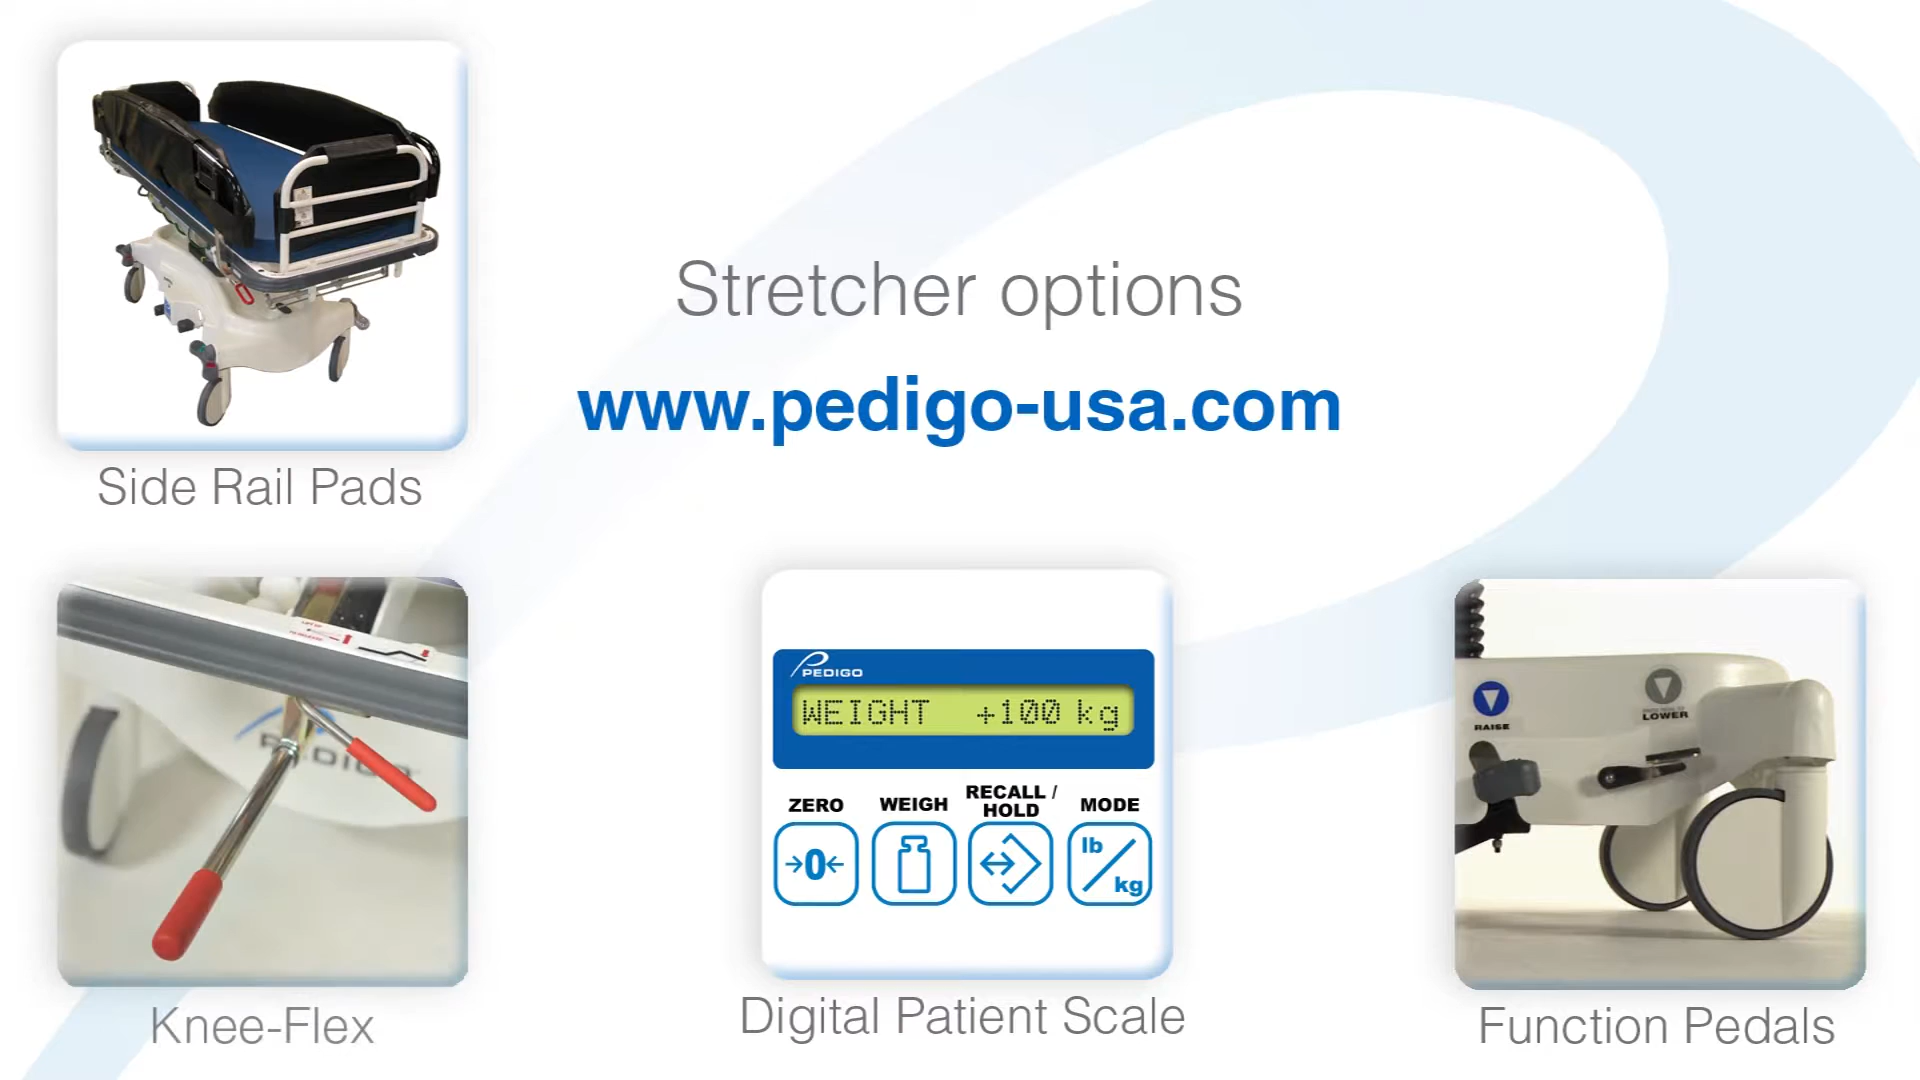 Stretcher options
www.pedigo-usa.com
Side Rail Pads
PEDIGO
Knee-Flex
PEDIGO
WEIGHT +100 kg
ZERO
WEIGH
RECALL /
HOLD
MODE
→0←
lb
kg
Digital Patient Scale
RAISE
LOWER
Function Pedals